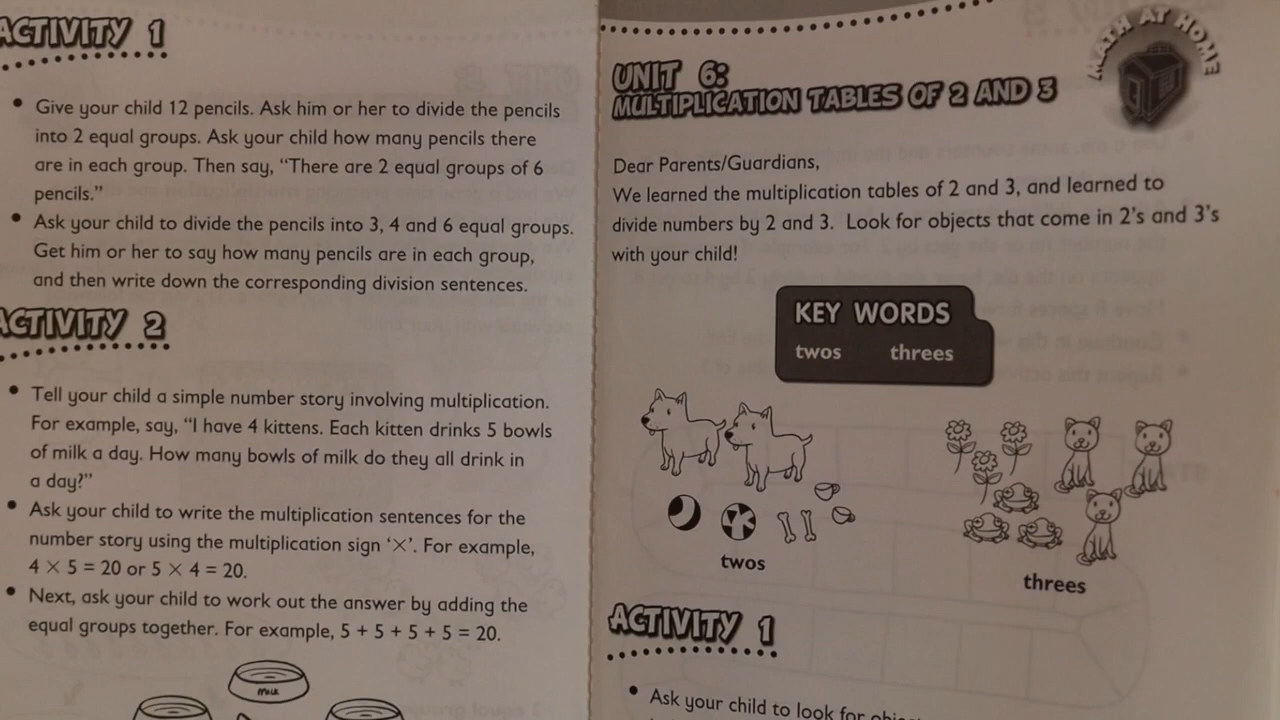 ACTIVITY 1
• Give your child 12 pencils. Ask him or her to divide the pencils
into 2 equal groups. Ask your child how many pencils there
are in each group. Then say, “There are 2 equal groups of 6
pencils.”
• Ask your child to divide the pencils into 3, 4 and 6 equal groups.
Get him or her to say how many pencils are in each group,
and then write down the corresponding division sentences.
ACTIVITY 2
• Tell your child a simple number story involving multiplication.
For example, say, “I have 4 kittens. Each kitten drinks 5 bowls
of milk a day. How many bowls of milk do they all drink in
a day?”
• Ask your child to write the multiplication sentences for the
number story using the multiplication sign ‘×’. For example,
4 × 5 = 20 or 5 × 4 = 20.
• Next, ask your child to work out the answer by adding the
equal groups together. For example, 5 + 5 + 5 + 5 = 20.
MILK
MATH AT HOME
UNIT 6:
MULTIPLICATION TABLES OF 2 AND 3
Dear Parents/Guardians,
We learned the multiplication tables of 2 and 3, and learned to
divide numbers by 2 and 3. Look for objects that come in 2’s and 3’s
with your child!
KEY WORDS
twos threes
twos
threes
ACTIVITY 1
• Ask your child to look for